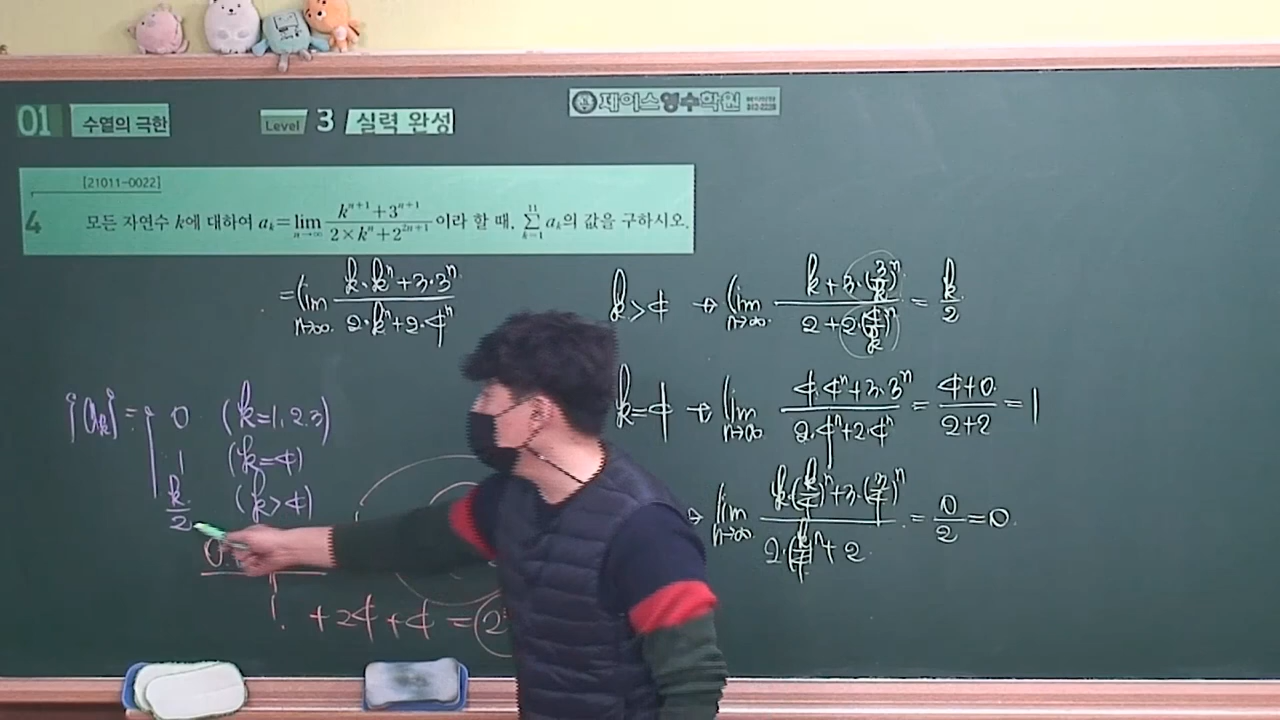 01 수열의 극한 Level 3 실력 완성 제이스영수학원
[21011-0022]
4 모든 자연수 k에 대하여 a_k = lim_{n→∞} (k^{n+1}+3^{n+1})/(2×k^n+2^{2n+1}) 이라 할 때, ∑_{k=1}^{11} a_k의 값을 구하시오.
= lim_{n→∞} (k·k^n+3·3^n)/(2·k^n+2·4^n)
k>4 → lim_{n→∞} (k+3·(3/k)^n)/(2+2(4/k)^n) = k/2
k=4 → lim_{n→∞} (4·4^n+3·3^n)/(2·4^n+2·4^n) = (4+0)/(2+2) = 1
→ lim_{n→∞} (k·(k/4)^n+3·(3/4)^n)/(2·(k/4)^n+2) = 0/2 = 0
{a_k} =
0 (k=1,2,3)
1 (k=4)
k/2 (k>4)
+24+4 =